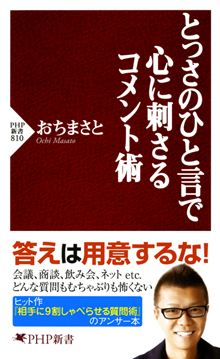 とっさのひと言で
心に刺さる
コメント術
PHP
新書
810
おちまさと
Ochi Masato
答えは用意するな!
会議、商談、飲み会、ネットetc.
どんな質問もむちゃぶりも怖くない
ヒット作
『相手に9割しゃべらせる質問術』
のアンサー本
PHP新書